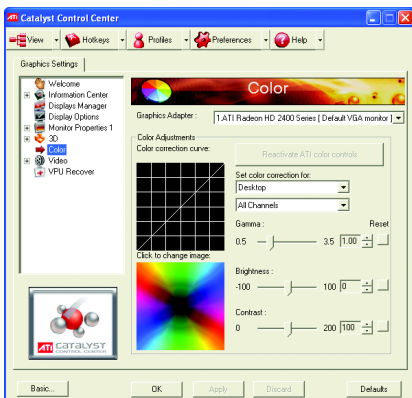 ATI Catalyst Control Center
View Hotkeys Profiles Preferences Help
Graphics Settings
Welcome
Information Center
Displays Manager
Display Options
Monitor Properties 1
3D
Color
Video
VPU Recover
ATI CATALYST
CONTROL CENTER
Color
Graphics Adapter :
1.ATI Radeon HD 2400 Series [ Default VGA monitor ]
Color Adjustments
Color correction curve:
Reactivate ATI color controls
Set color correction for:
Desktop
All Channels
Gamma : Reset
0.5 3.5 1.00
Click to change image:
Brightness :
-100 100 0
Contrast :
0 200 100
Basic... OK Apply Discard Defaults